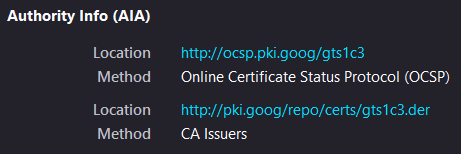 Authority Info (AIA)
Location http://ocsp.pki.goog/gts1c3
Method Online Certificate Status Protocol (OCSP)
Location http://pki.goog/repo/certs/gts1c3.der
Method CA Issuers